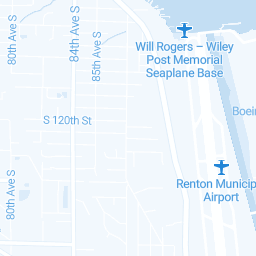 80th Ave S
84th Ave S
85th Ave S
Will Rogers – Wiley
Post Memorial
Seaplane Base
Boein
S 120th St
Renton Municip
Airport
80th Ave S